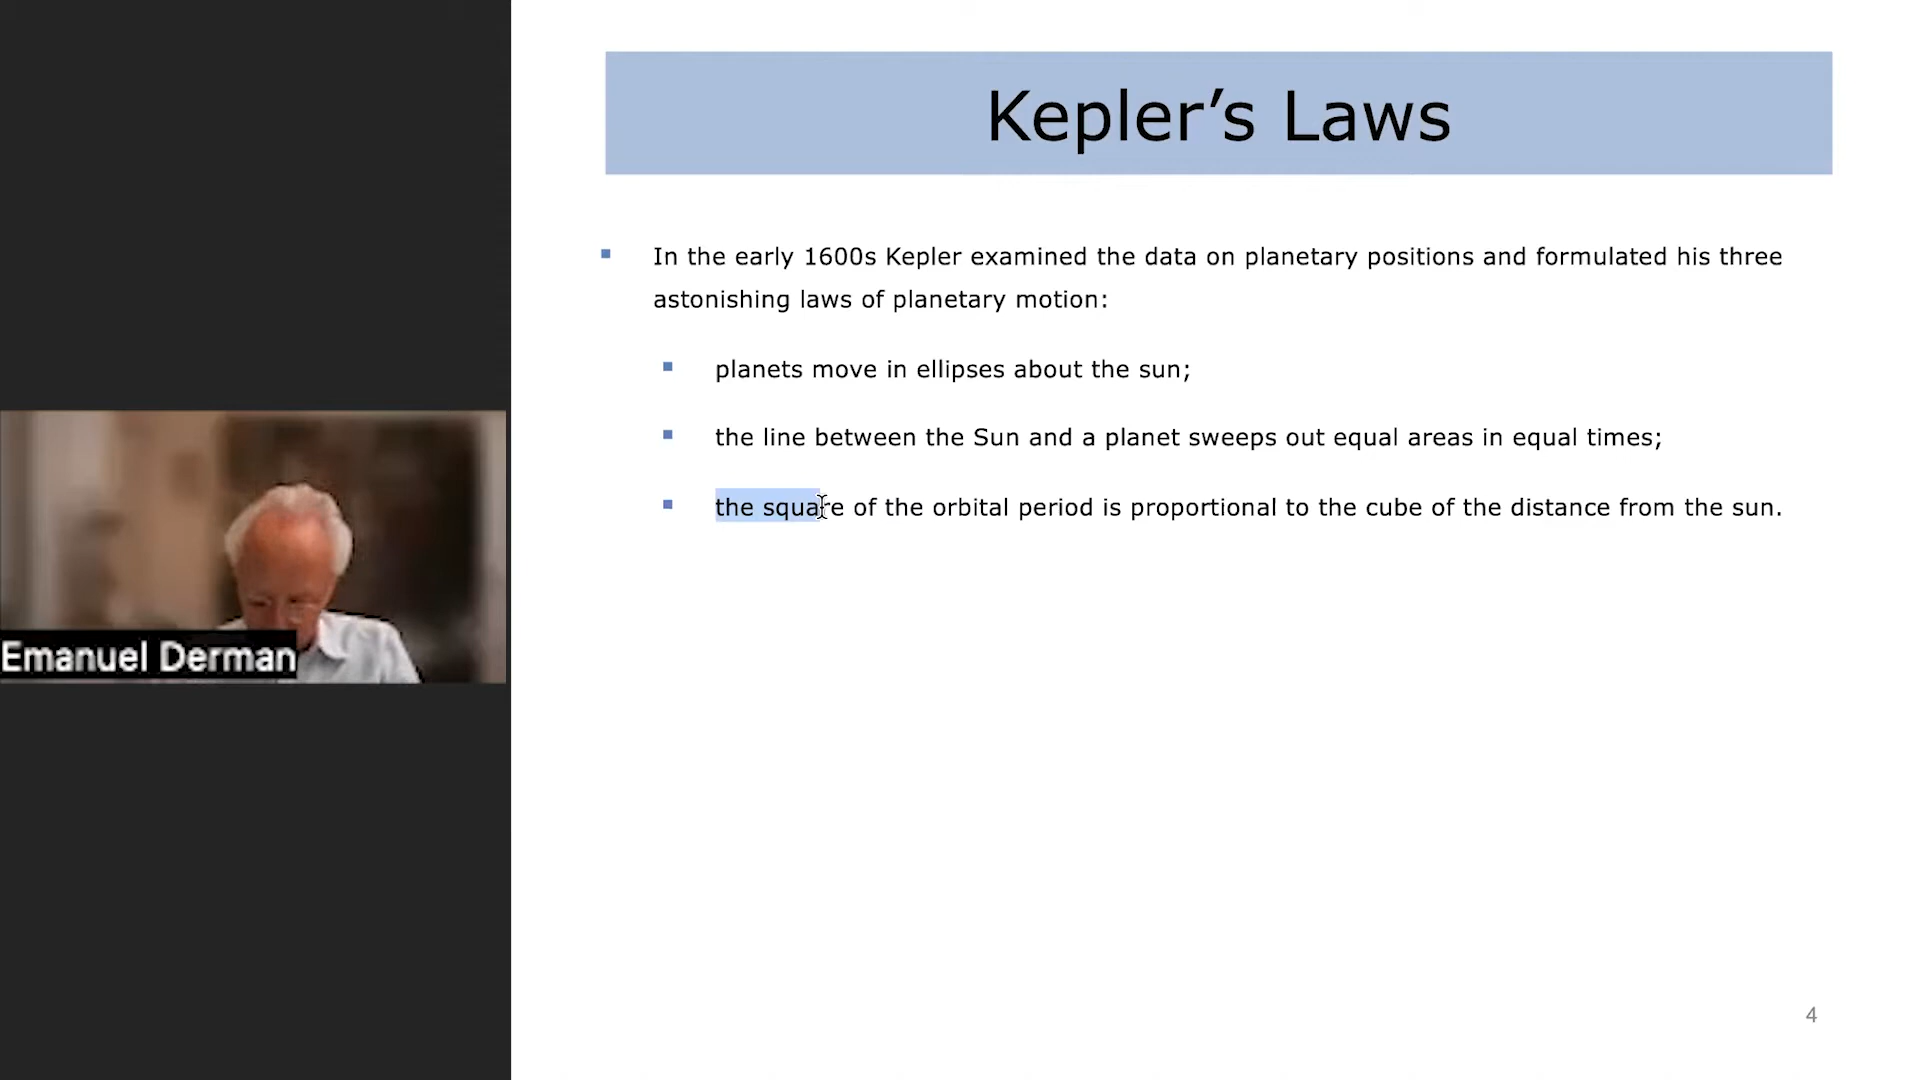 Kepler’s Laws
In the early 1600s Kepler examined the data on planetary positions and formulated his three
astonishing laws of planetary motion:
planets move in ellipses about the sun;
the line between the Sun and a planet sweeps out equal areas in equal times;
the square of the orbital period is proportional to the cube of the distance from the sun.
Emanuel Derman
4